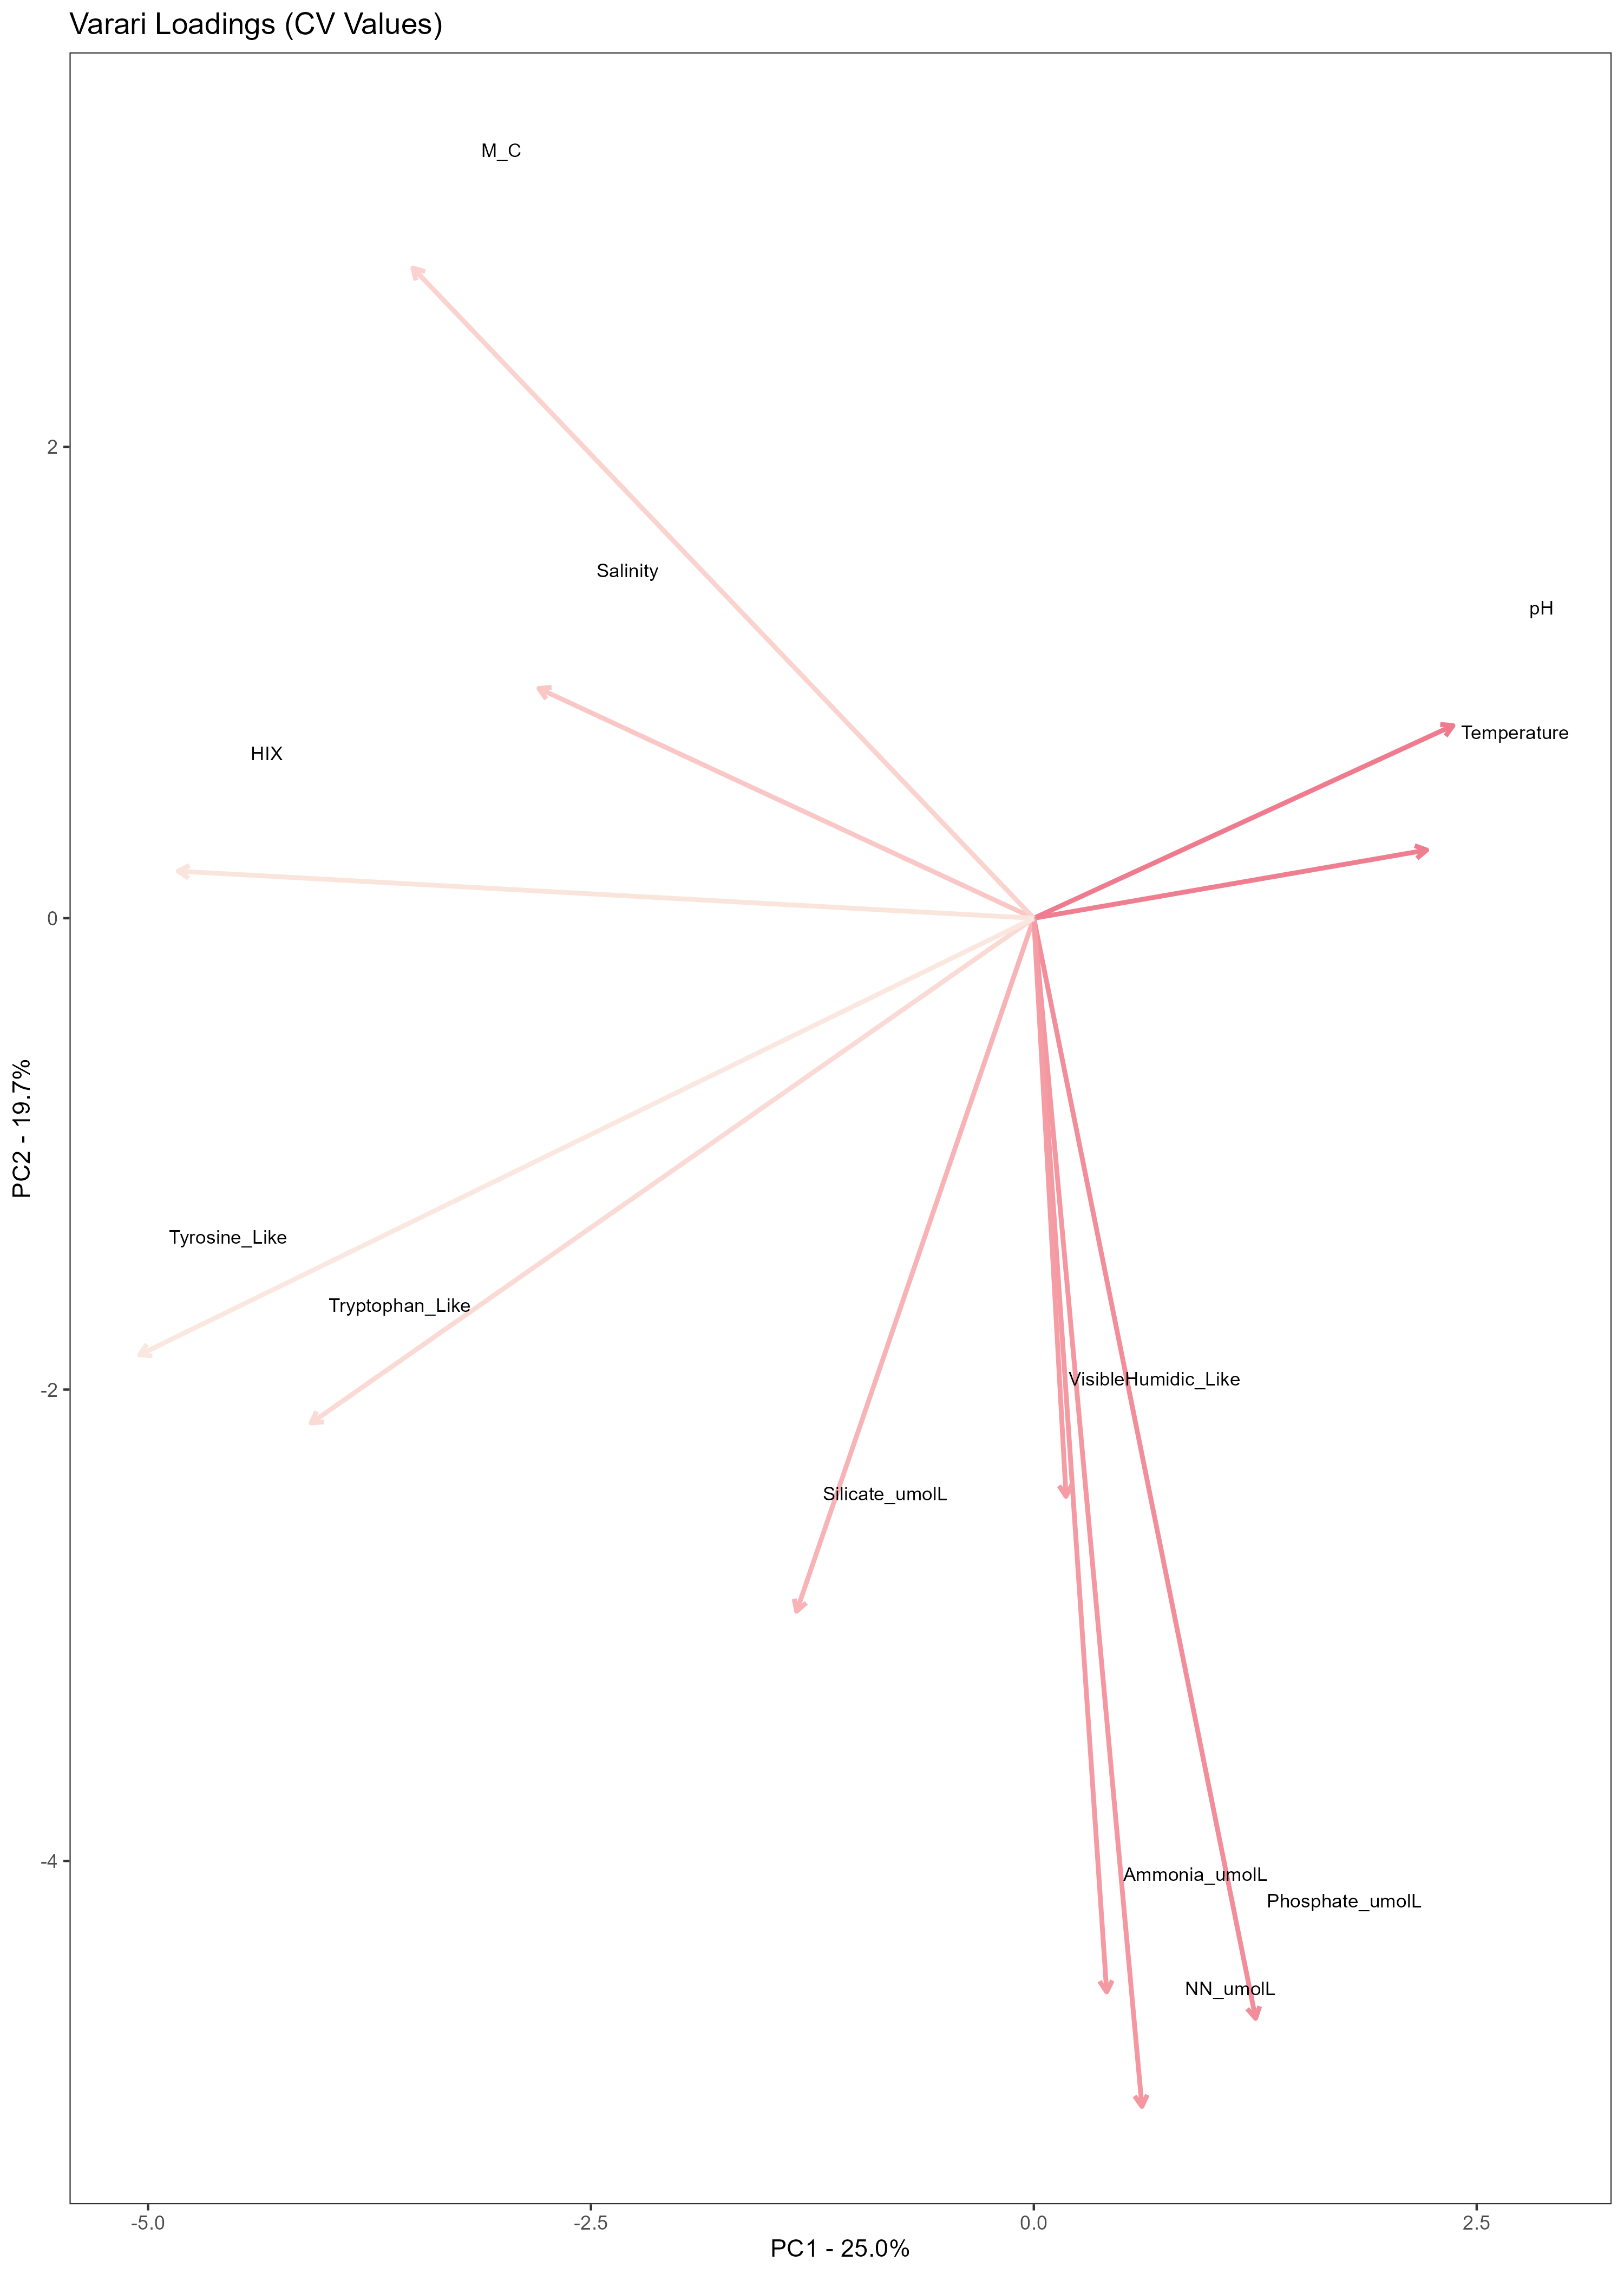 Varari Loadings (CV Values)
M_C
2
Salinity
pH
Temperature
HIX
0
PC2 - 19.7%
Tyrosine_Like
Tryptophan_Like
VisibleHumidic_Like
-2
Silicate_umolL
-4
Ammonia_umolL
Phosphate_umolL
NN_umolL
-5.0
-2.5
0.0
2.5
PC1 - 25.0%